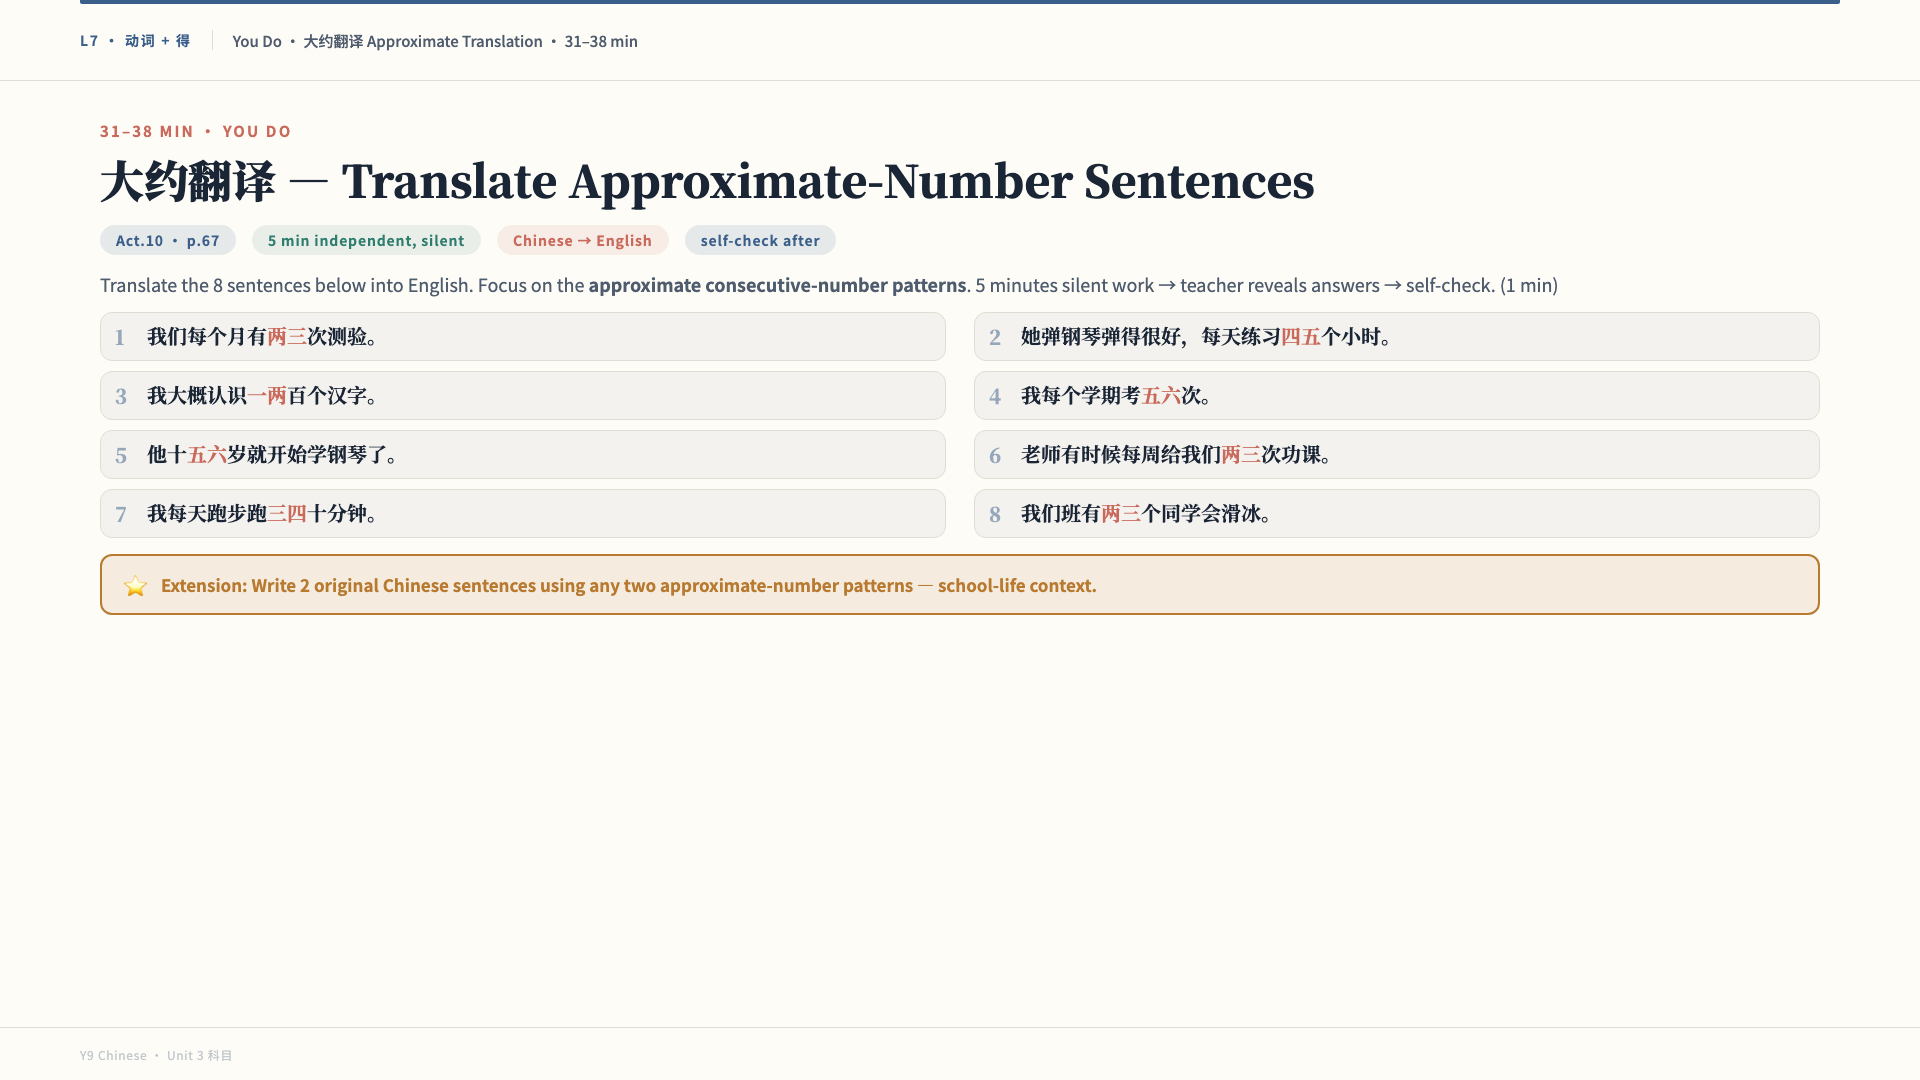 L7 • 动词 + 得
You Do • 大约翻译 Approximate Translation • 31–38 min
31–38 MIN • YOU DO
大约翻译 — Translate Approximate-Number Sentences
Act.10 • p.67
5 min independent, silent
Chinese → English
self-check after
Translate the 8 sentences below into English. Focus on the approximate consecutive-number patterns. 5 minutes silent work → teacher reveals answers → self-check. (1 min)
1 我们每个月有两三次测验。
2 她弹钢琴弹得很好，每天练习四五个小时。
3 我大概认识一两百个汉字。
4 我每个学期考五六次。
5 他十五六岁就开始学钢琴了。
6 老师有时候每周给我们两三次功课。
7 我每天跑步跑三四十分钟。
8 我们班有两三个同学会滑冰。
⭐ Extension: Write 2 original Chinese sentences using any two approximate-number patterns — school-life context.
Y9 Chinese • Unit 3 科目